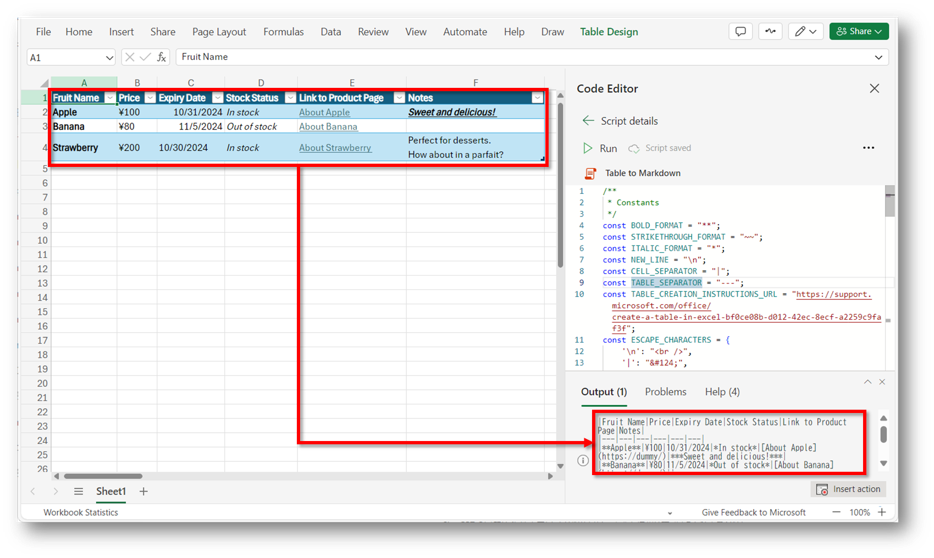 File Home Insert Share Page Layout Formulas Data Review View Automate Help Draw Table Design Share
A1 fx Fruit Name
A B C D E F
1 Fruit Name Price Expiry Date Stock Status Link to Product Page Notes
2 Apple ¥100 10/31/2024 In stock About Apple Sweet and delicious!
3 Banana ¥80 11/5/2024 Out of stock About Banana
Perfect for desserts.
4 Strawberry ¥200 10/30/2024 In stock About Strawberry
How about in a parfait?
5
6
7
8
9
10
11
12
13
14
15
16
17
18
19
20
21
22
23
24
25
26
Sheet1
Workbook Statistics
Code Editor
Script details
Run Script saved
Table to Markdown
1 /**
2 * Constants
3 */
4 const BOLD_FORMAT = "**";
5 const STRIKETHROUGH_FORMAT = "~~";
6 const ITALIC_FORMAT = "*";
7 const NEW_LINE = "\n";
8 const CELL_SEPARATOR = "|";
9 const TABLE_SEPARATOR = "---";
10 const TABLE_CREATION_INSTRUCTIONS_URL = "https://support.
microsoft.com/office/
create-a-table-in-excel-bf0ce08b-d012-42ec-8ecf-a2259c9fa
f3f";
11 const ESCAPE_CHARACTERS = {
12 '\n': "<br />",
13 '|': "&#124;",
Output (1) Problems Help (4)
|Fruit Name|Price|Expiry Date|Stock Status|Link to Product
Page|Notes|
|---|---|---|---|---|---|
|**Apple**|¥100|10/31/2024|*In stock*|[About Apple]
(https://dummy/)|***Sweet and delicious!***|
|**Banana**|¥80|11/5/2024|*Out of stock*|[About Banana]
Insert action
Give Feedback to Microsoft 100%